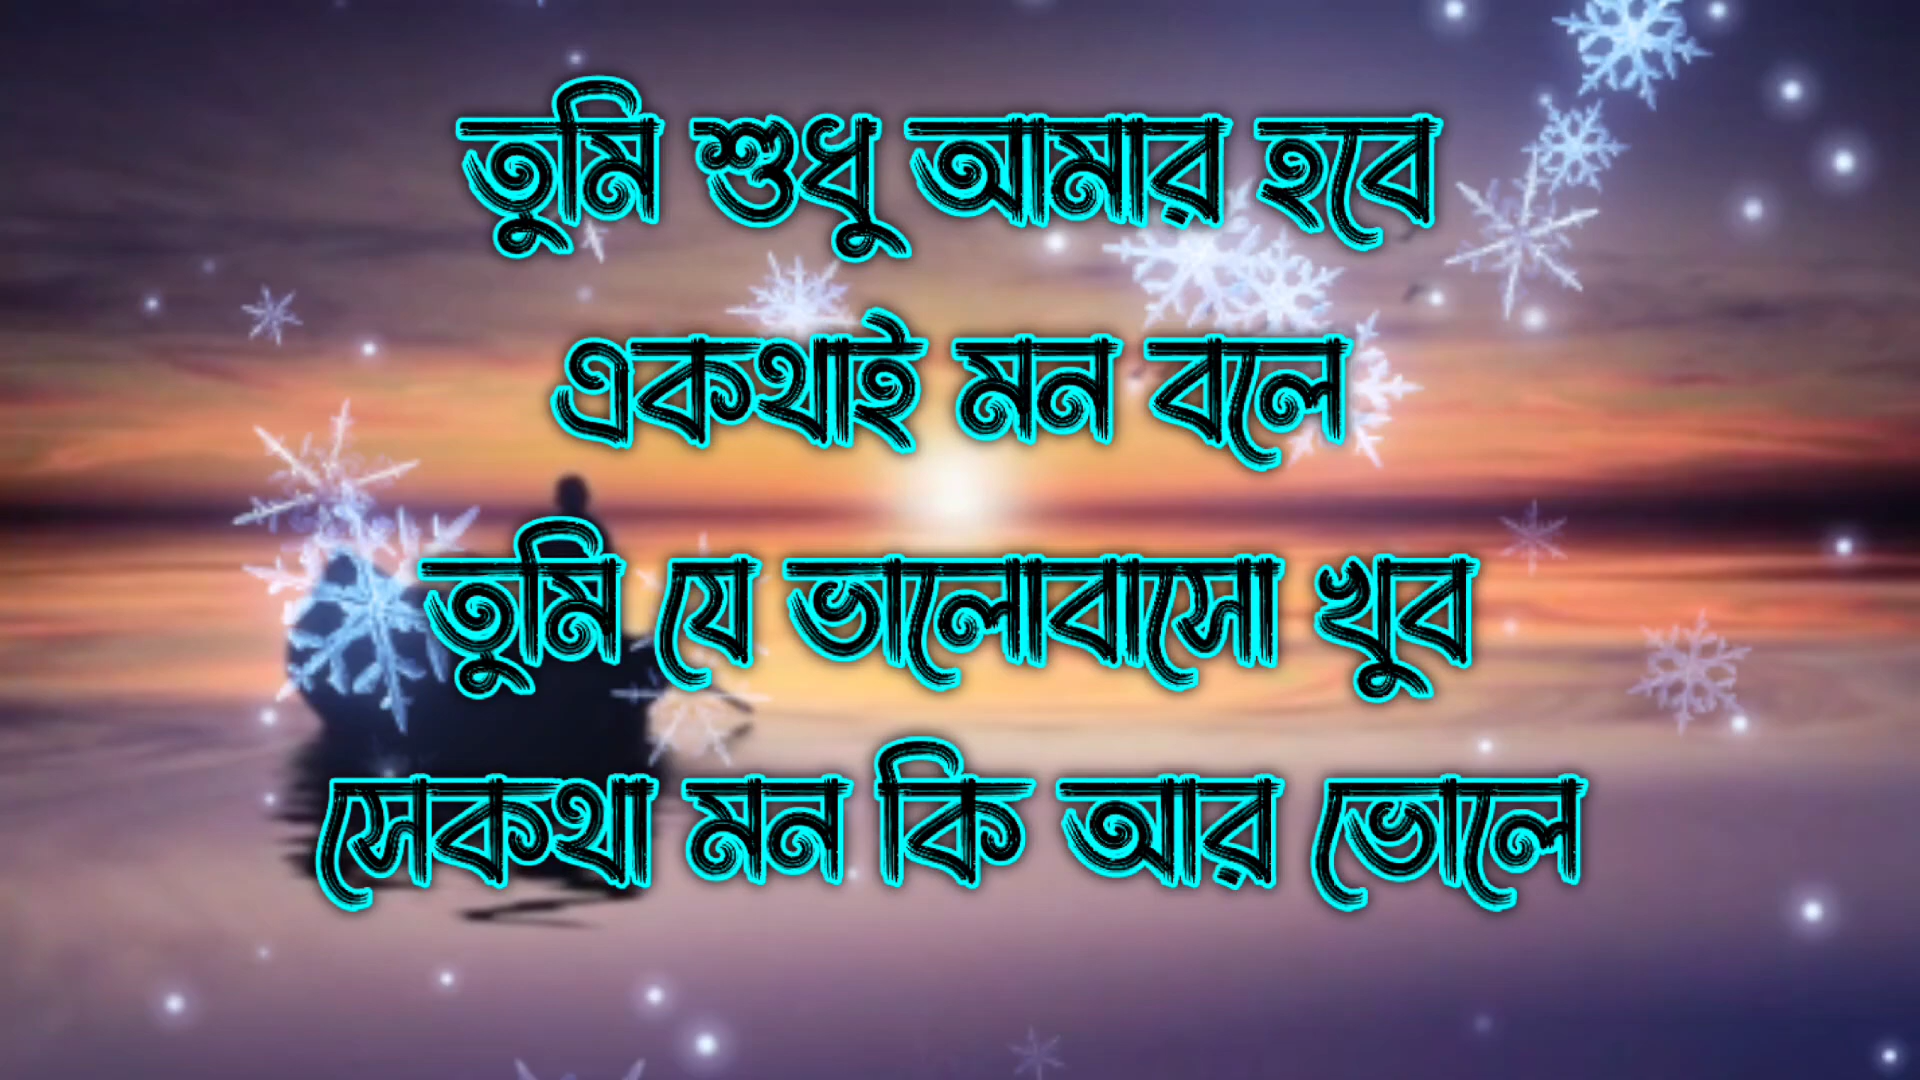 তুমি শুধু আমার হবে
একথাই মন বলে
তুমি যে ভালোবাসো খুব
সেকথা মন কি আর ভোলে